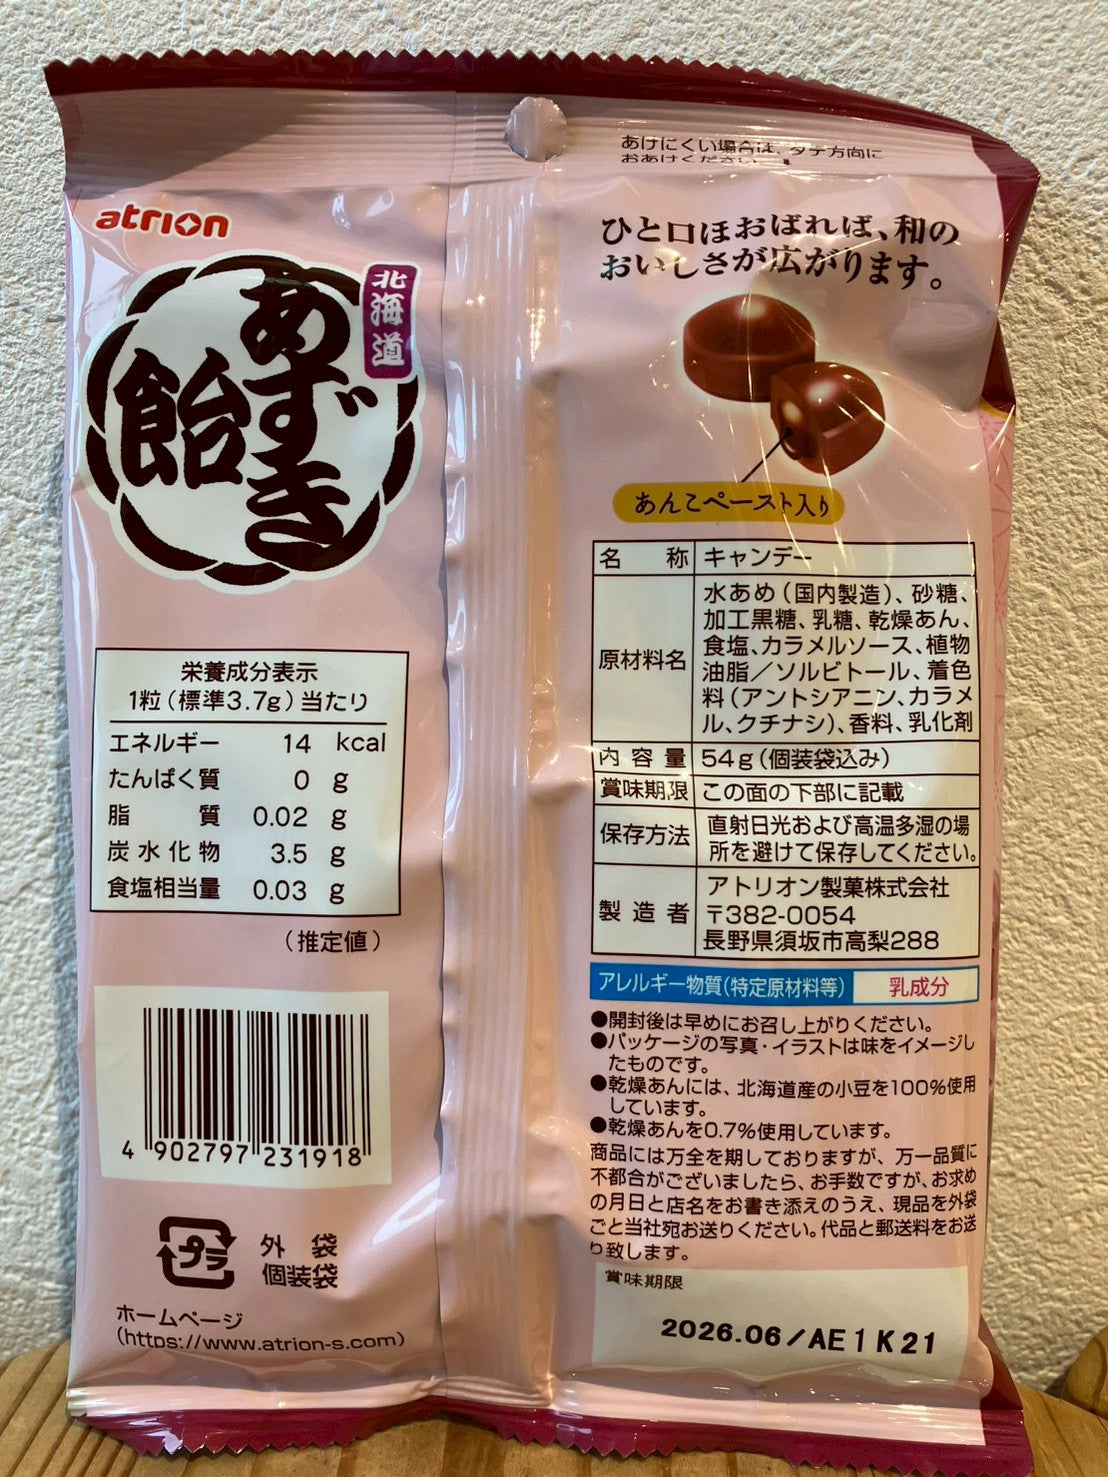 あけにくい場合は、タテ方向に
おあけください。
atrion
北海道
あずき飴
栄養成分表示
1粒(標準3.7g)当たり
エネルギー 14 kcal
たんぱく質 0 g
脂質 0.02 g
炭水化物 3.5 g
食塩相当量 0.03 g
(推定値)
4 902797 231918
プラ
外袋
個装袋
ホームページ
(https://www.atrion-s.com)
ひと口ほおばれば、和の
おいしさが広がります。
あんこペースト入り
名称 キャンデー
原材料名 水あめ(国内製造)、砂糖、
加工黒糖、乳糖、乾燥あん、
食塩、カラメルソース、植物
油脂/ソルビトール、着色
料(アントシアニン、カラメ
ル、クチナシ)、香料、乳化剤
内容量 54g(個装袋込み)
賞味期限 この面の下部に記載
保存方法 直射日光および高温多湿の場
所を避けて保存してください。
製造者 アトリオン製菓株式会社
〒382-0054
長野県須坂市高梨288
アレルギー物質(特定原材料等) 乳成分
●開封後は早めにお召し上がりください。
●パッケージの写真・イラストは味をイメージし
たものです。
●乾燥あんには、北海道産の小豆を100%使用
しています。
●乾燥あんを0.7%使用しています。
商品には万全を期しておりますが、万一品質に
不都合がございましたら、お手数ですが、お求め
の月日と店名をお書き添えのうえ、現品を外袋
ごと当社宛お送りください。代品と郵送料をお送
り致します。
賞味期限
2026.06/AE1K21